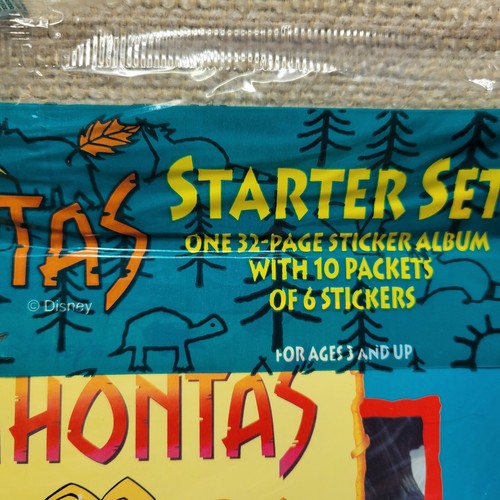 TAS
STARTER SET
ONE 32-PAGE STICKER ALBUM
WITH 10 PACKETS
OF 6 STICKERS
© Disney
FOR AGES 3 AND UP
HONTAS